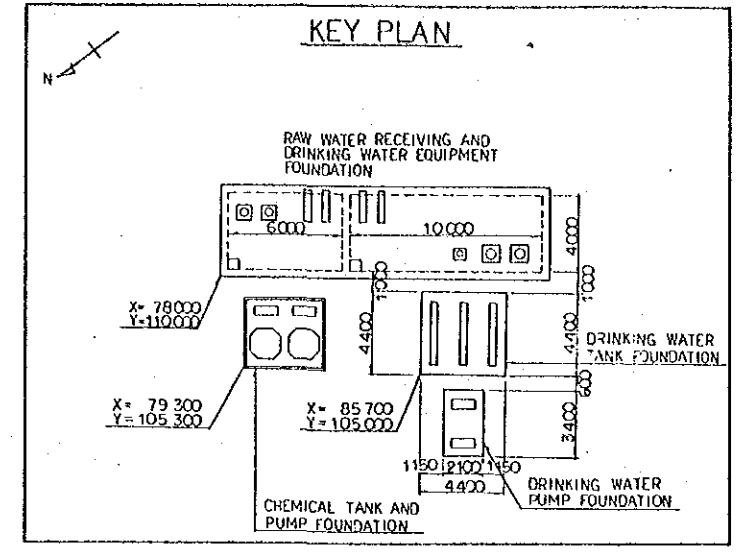 KEY PLAN
N
RAW WATER RECEIVING AND
DRINKING WATER EQUIPMENT
FOUNDATION
6000
10000
4000
1000
1000
X= 78000
Y=110000
4400
4400
DRINKING WATER
TANK FOUNDATION
X= 79 300
Y=105 300
X= 85 700
Y=105 000
3400
1150 2100 1150
4400
DRINKING WATER
PUMP FOUNDATION
CHEMICAL TANK AND
PUMP FOUNDATION